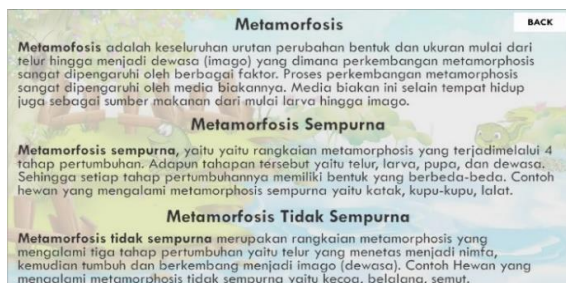 Metamorfosis
BACK
Metamofosis adalah keseluruhan urutan perubahan bentuk dan ukuran mulai dari
telur hingga menjadi dewasa (imago) yang dimana perkembangan metamorphosis
sangat dipengaruhi oleh berbagai faktor. Proses perkembangan metamorphosis
sangat dipengaruhi oleh media biakannya. Media biakan ini selain tempat hidup
juga sebagai sumber makanan dari mulai larva hingga imago.
Metamorfosis Sempurna
Metamorfosis sempurna, yaitu yaitu rangkaian metamorphosis yang terjadimelalui 4
tahap pertumbuhan. Adapun tahapan tersebut yaitu telur, larva, pupa, dan dewasa.
Sehingga setiap tahap pertumbuhannya memiliki bentuk yang berbeda-beda. Contoh
hewan yang mengalami metamorphosis sempurna yaitu katak, kupu-kupu, lalat.
Metamorfosis Tidak Sempurna
Metamorfosis tidak sempurna merupakan rangkaian metamorphosis yang
mengalami tiga tahap pertumbuhan yaitu telur yang menetas menjadi nimfa,
kemudian tumbuh dan berkembang menjadi imago (dewasa). Contoh Hewan yang
mengalami metamorphosis tidak sempurna yaitu kecoa, belalang, semut.